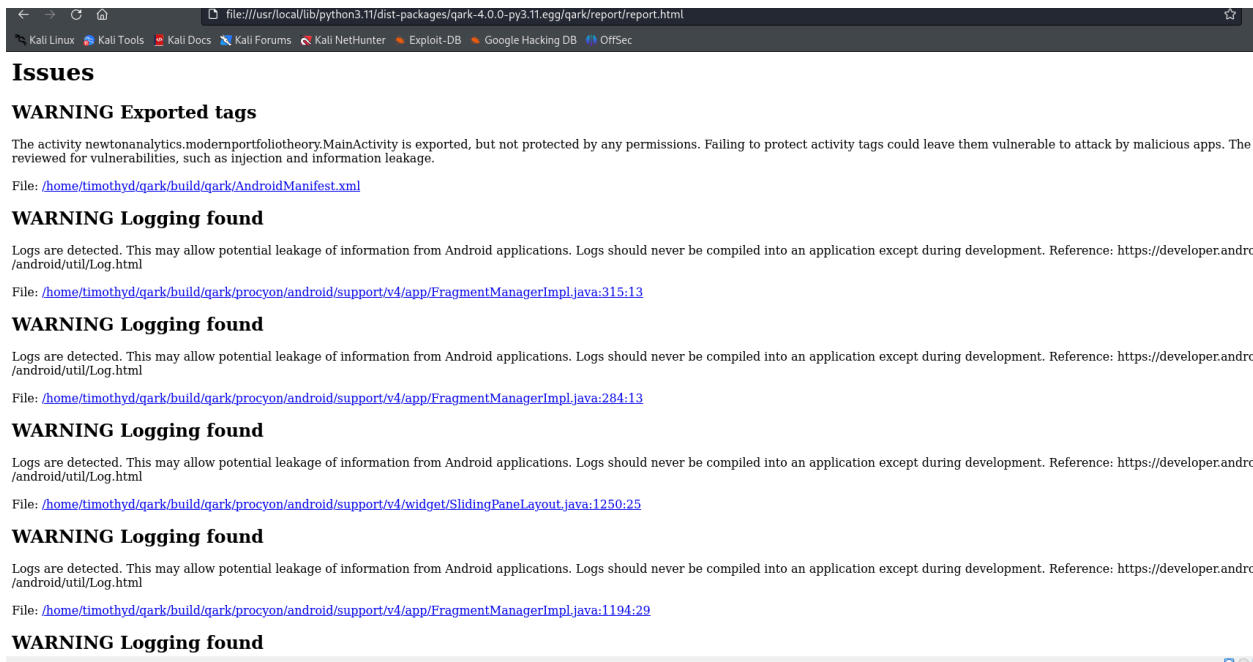 file:///usr/local/lib/python3.11/dist-packages/qark-4.0.0-py3.11.egg/qark/report/report.html
Kali Linux Kali Tools Kali Docs Kali Forums Kali NetHunter Exploit-DB Google Hacking DB OffSec
Issues
WARNING Exported tags
The activity newtonanalytics.modernportfoliotheory.MainActivity is exported, but not protected by any permissions. Failing to protect activity tags could leave them vulnerable to attack by malicious apps. The
reviewed for vulnerabilities, such as injection and information leakage.
File: /home/timothyd/qark/build/qark/AndroidManifest.xml
WARNING Logging found
Logs are detected. This may allow potential leakage of information from Android applications. Logs should never be compiled into an application except during development. Reference: https://developer.andro
/android/util/Log.html
File: /home/timothyd/qark/build/qark/procyon/android/support/v4/app/FragmentManagerImpl.java:315:13
WARNING Logging found
Logs are detected. This may allow potential leakage of information from Android applications. Logs should never be compiled into an application except during development. Reference: https://developer.andro
/android/util/Log.html
File: /home/timothyd/qark/build/qark/procyon/android/support/v4/app/FragmentManagerImpl.java:284:13
WARNING Logging found
Logs are detected. This may allow potential leakage of information from Android applications. Logs should never be compiled into an application except during development. Reference: https://developer.andro
/android/util/Log.html
File: /home/timothyd/qark/build/qark/procyon/android/support/v4/widget/SlidingPaneLayout.java:1250:25
WARNING Logging found
Logs are detected. This may allow potential leakage of information from Android applications. Logs should never be compiled into an application except during development. Reference: https://developer.andro
/android/util/Log.html
File: /home/timothyd/qark/build/qark/procyon/android/support/v4/app/FragmentManagerImpl.java:1194:29
WARNING Logging found